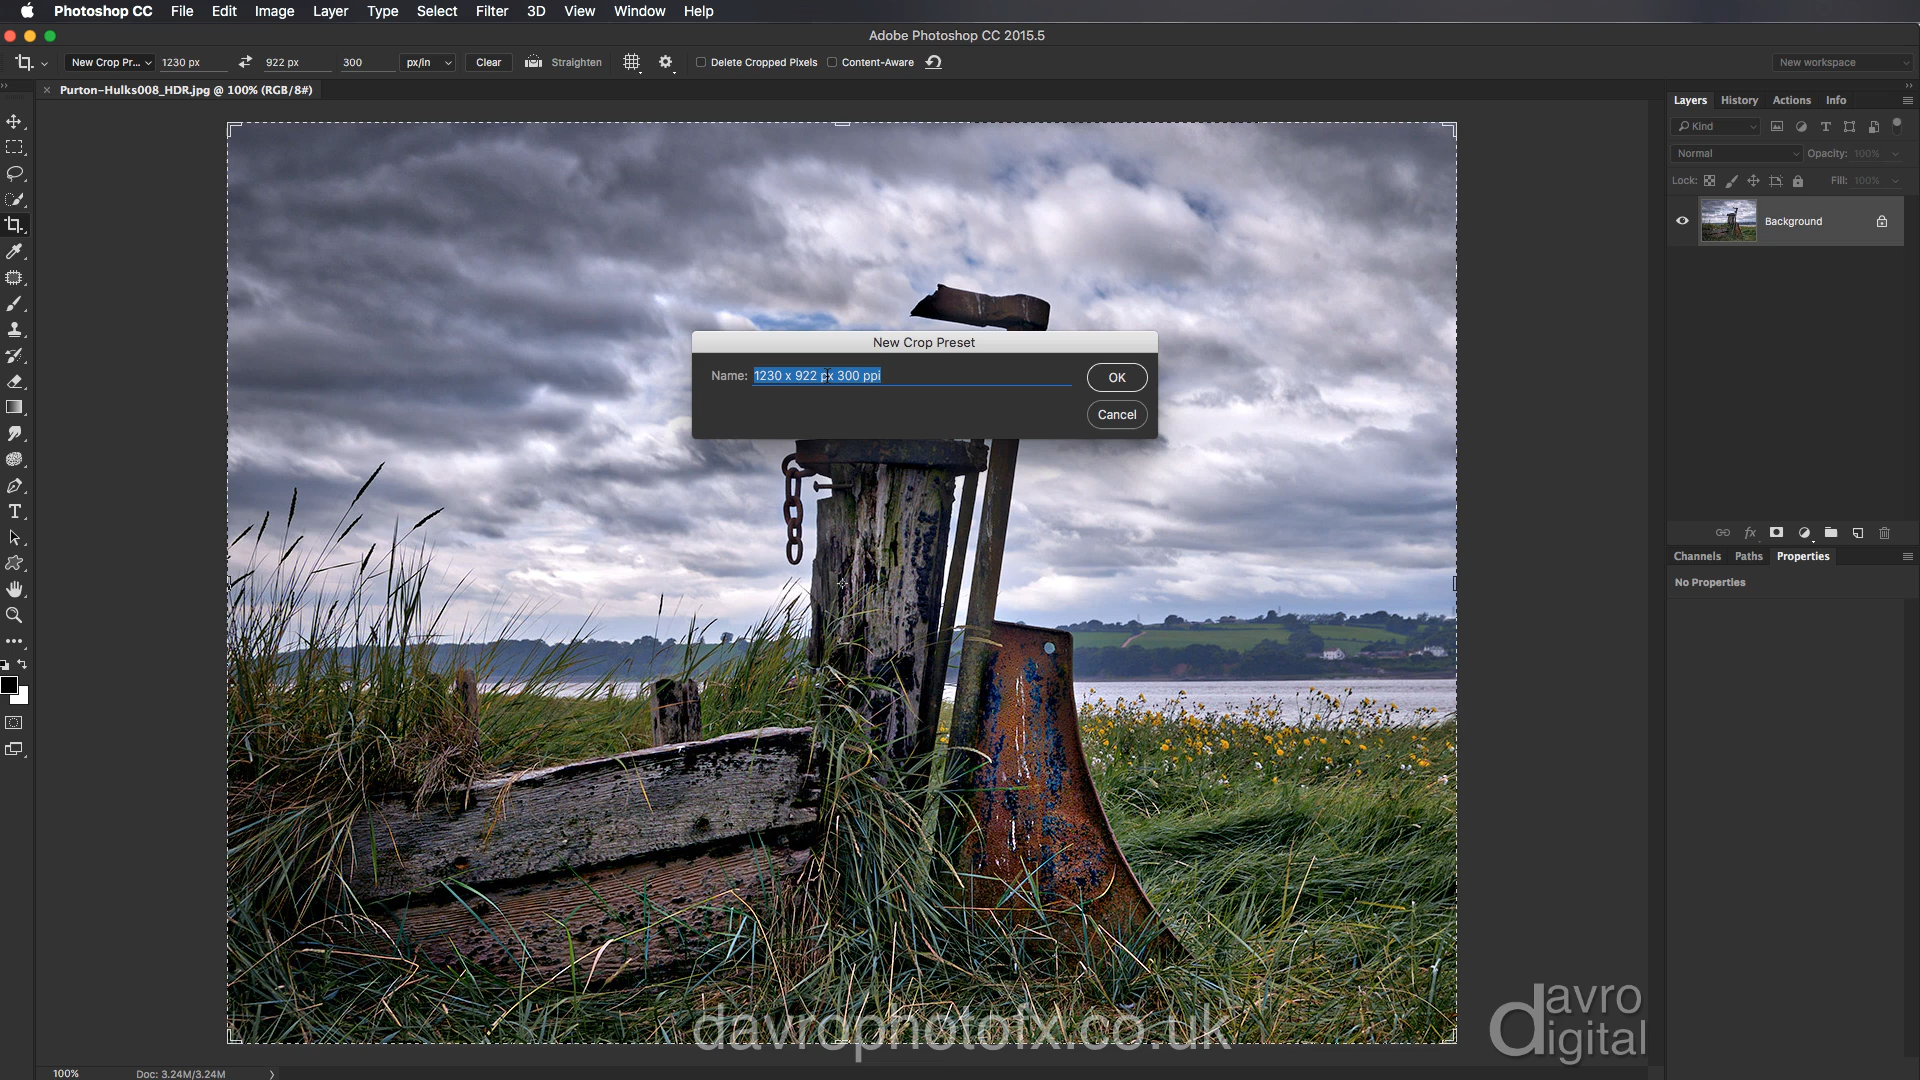 Photoshop CC File Edit Image Layer Type Select Filter 3D View Window Help
Adobe Photoshop CC 2015.5
New Crop Pr... 1230 px 922 px 300 px/in Clear Straighten Delete Cropped Pixels Content-Aware New workspace
Purton-Hulks008_HDR.jpg @ 100% (RGB/8#)
Layers History Actions Info
Kind
Normal Opacity: 100%
Lock: Fill: 100%
Background
New Crop Preset
Name: 1230 x 922 px 300 ppi
OK
Cancel
fx
Channels Paths Properties
No Properties
davrophotofx.co.uk
davro
digital
100% Doc: 3.24M/3.24M